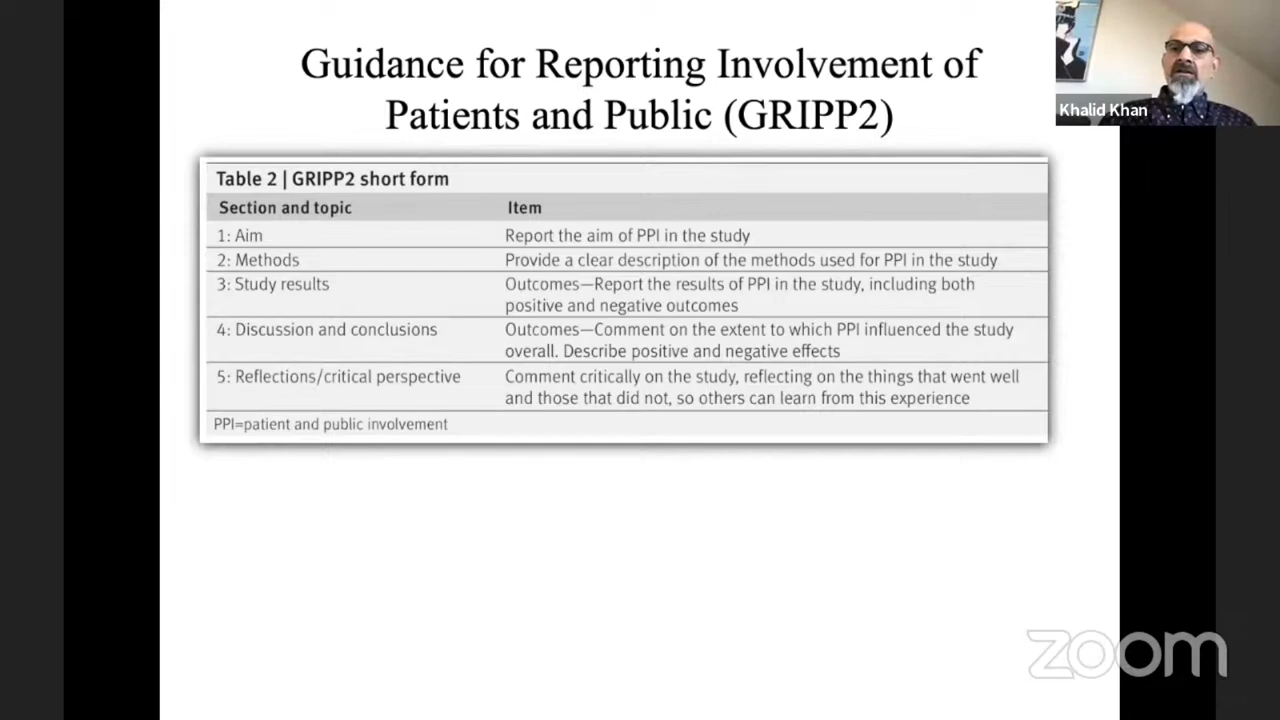 Guidance for Reporting Involvement of
Patients and Public (GRIPP2)
Khalid Khan
Table 2 | GRIPP2 short form
Section and topic Item
1: Aim Report the aim of PPI in the study
2: Methods Provide a clear description of the methods used for PPI in the study
3: Study results Outcomes—Report the results of PPI in the study, including both
positive and negative outcomes
4: Discussion and conclusions Outcomes—Comment on the extent to which PPI influenced the study
overall. Describe positive and negative effects
5: Reflections/critical perspective Comment critically on the study, reflecting on the things that went well
and those that did not, so others can learn from this experience
PPI=patient and public involvement
zoom